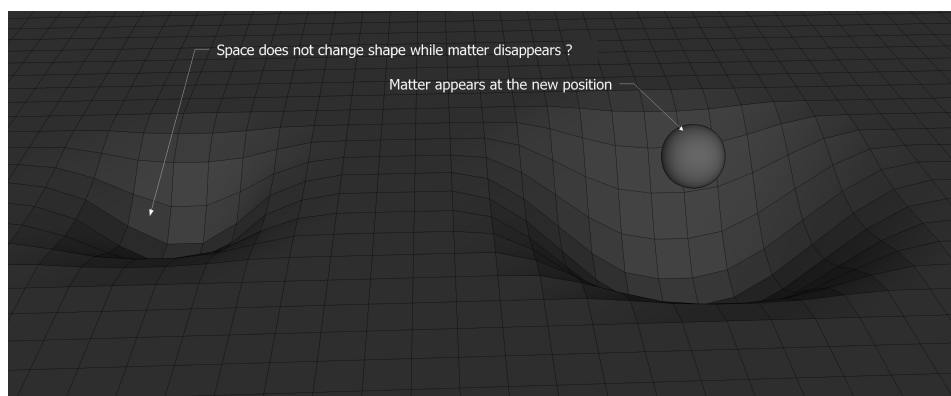 Space does not change shape while matter disappears ?
Matter appears at the new position